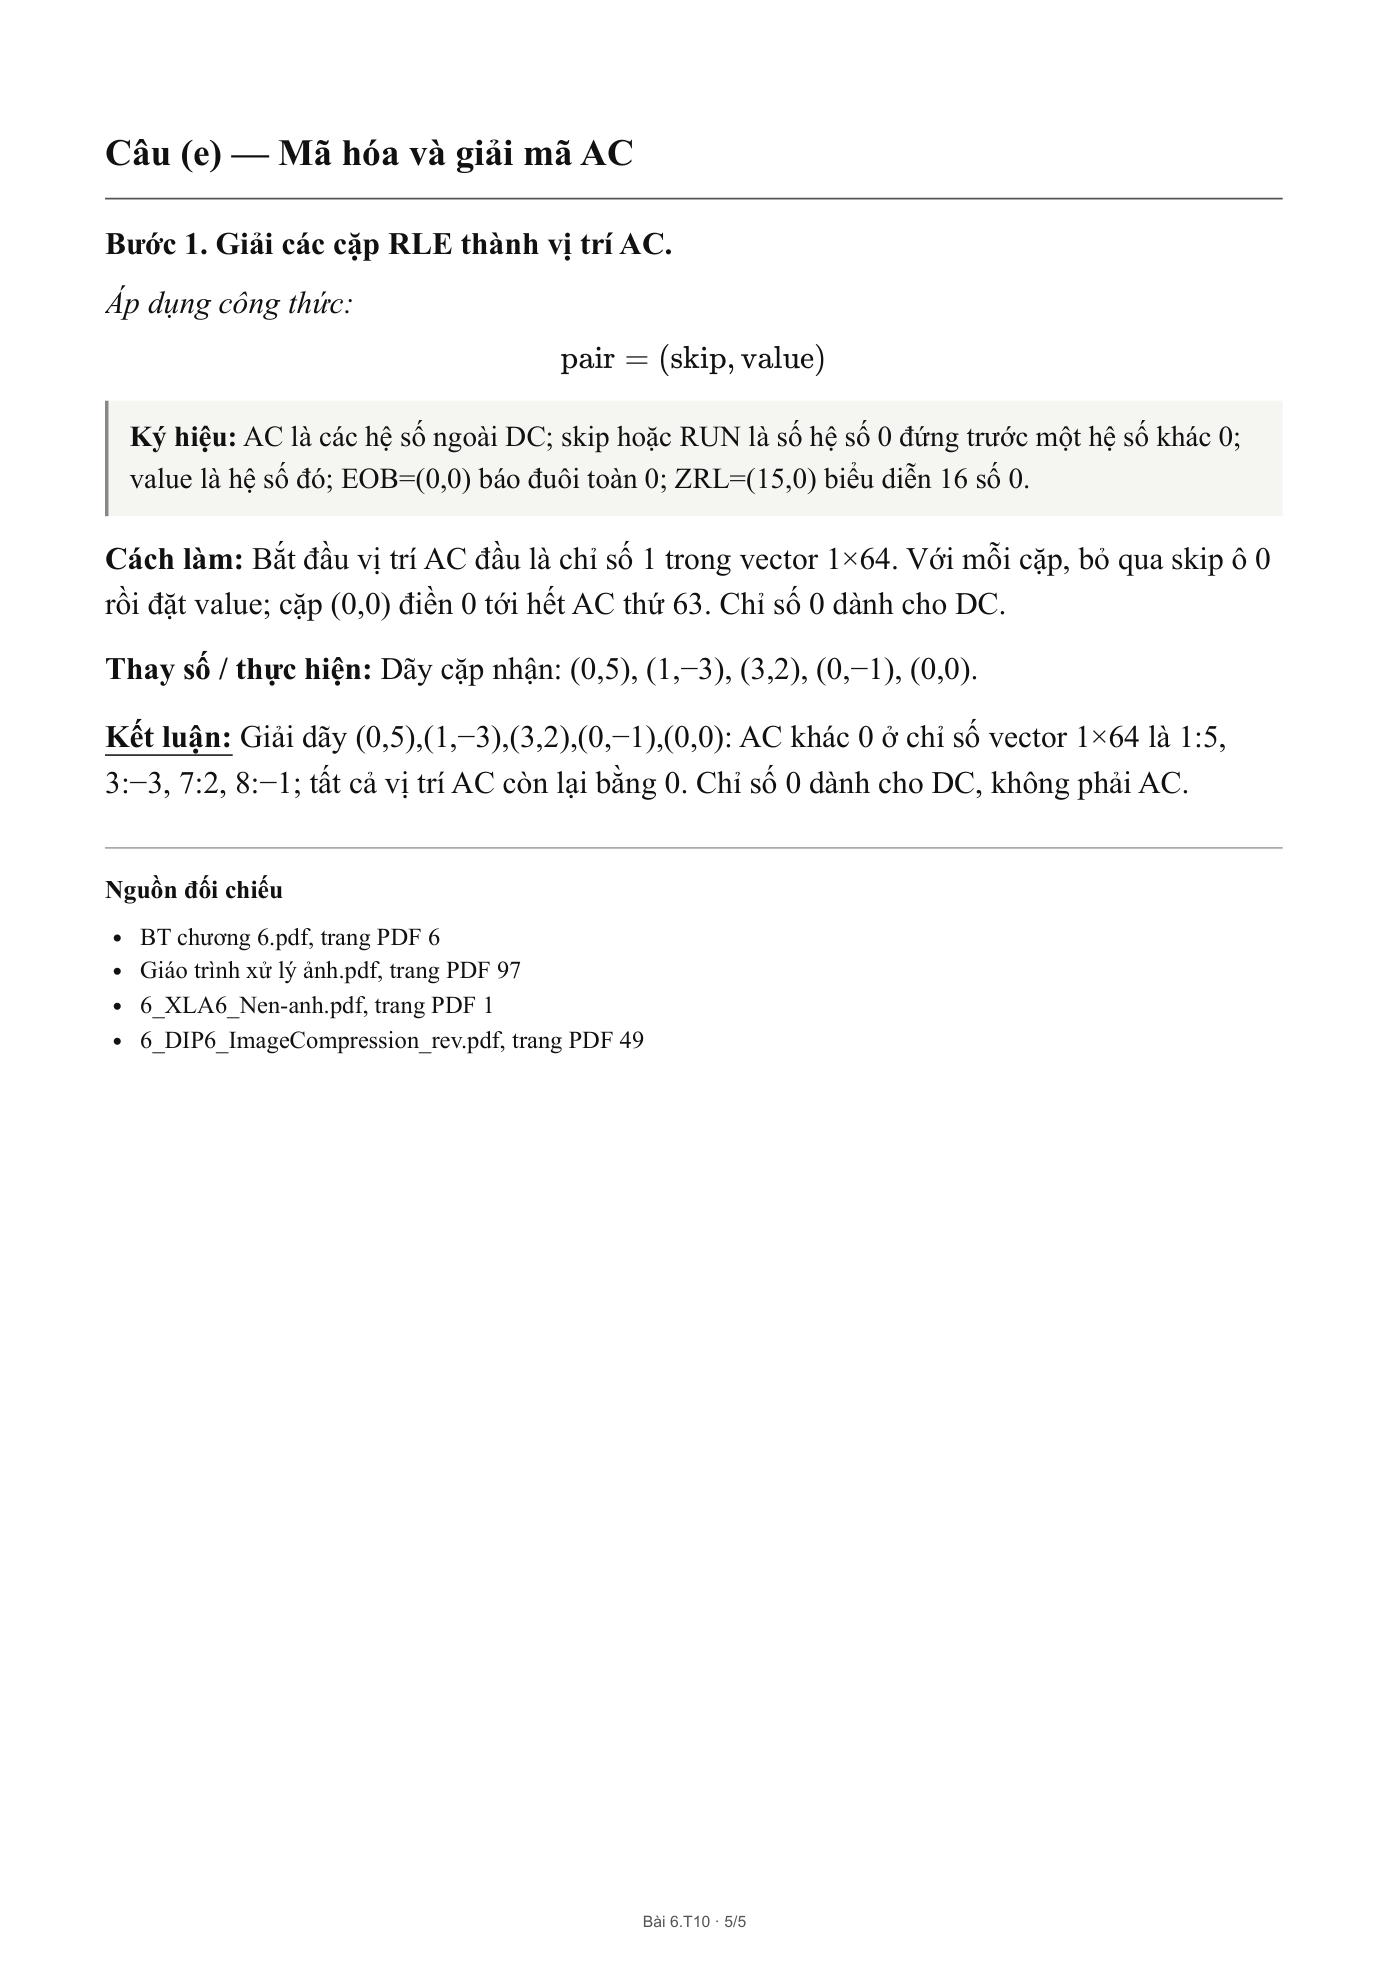 Câu (e) — Mã hóa và giải mã AC
Bước 1. Giải các cặp RLE thành vị trí AC.
Áp dụng công thức:
pair = (skip, value)
Ký hiệu: AC là các hệ số ngoài DC; skip hoặc RUN là số hệ số 0 đứng trước một hệ số khác 0;
value là hệ số đó; EOB=(0,0) báo đuôi toàn 0; ZRL=(15,0) biểu diễn 16 số 0.
Cách làm: Bắt đầu vị trí AC đầu là chỉ số 1 trong vector 1×64. Với mỗi cặp, bỏ qua skip ô 0
rồi đặt value; cặp (0,0) điền 0 tới hết AC thứ 63. Chỉ số 0 dành cho DC.
Thay số / thực hiện: Dãy cặp nhận: (0,5), (1,−3), (3,2), (0,−1), (0,0).
Kết luận: Giải dãy (0,5),(1,−3),(3,2),(0,−1),(0,0): AC khác 0 ở chỉ số vector 1×64 là 1:5,
3:−3, 7:2, 8:−1; tất cả vị trí AC còn lại bằng 0. Chỉ số 0 dành cho DC, không phải AC.
Nguồn đối chiếu
• BT chương 6.pdf, trang PDF 6
• Giáo trình xử lý ảnh.pdf, trang PDF 97
• 6_XLA6_Nen-anh.pdf, trang PDF 1
• 6_DIP6_ImageCompression_rev.pdf, trang PDF 49
Bài 6.T10 · 5/5